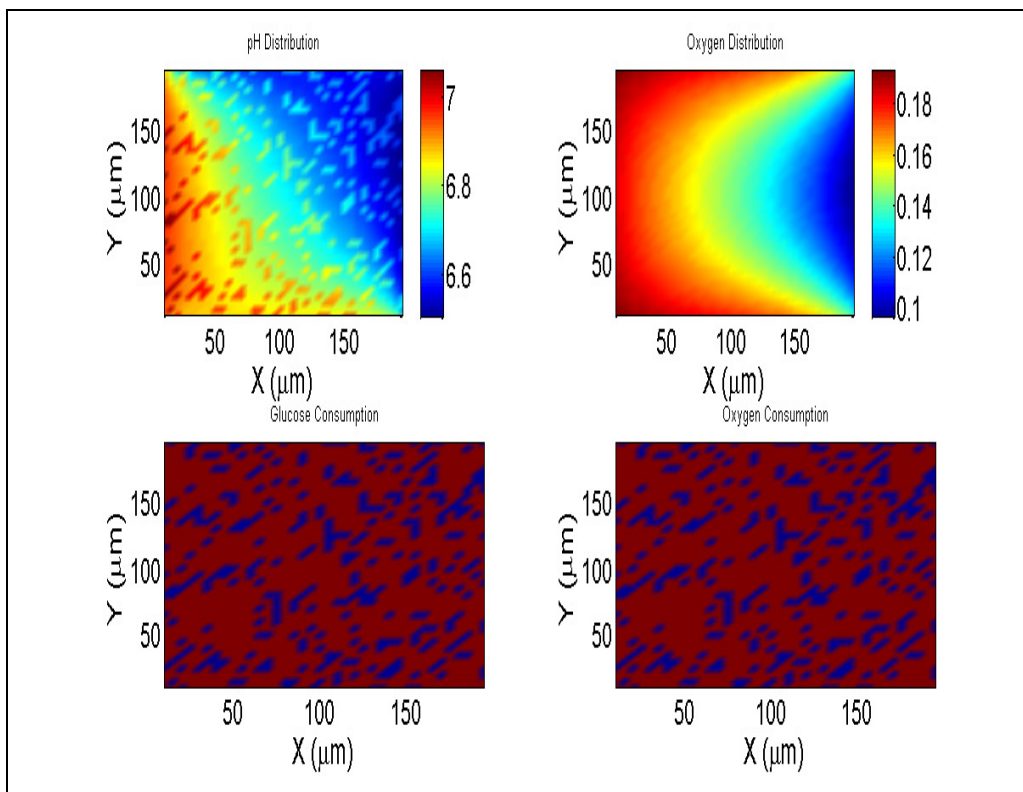 pH Distribution
Oxygen Distribution
Y (μm)
150
100
50
50 100 150
X (μm)
7
6.8
6.6
Y (μm)
150
100
50
50 100 150
X (μm)
0.18
0.16
0.14
0.12
0.1
Glucose Consumption
Oxygen Consumption
Y (μm)
150
100
50
50 100 150
X (μm)
Y (μm)
150
100
50
50 100 150
X (μm)